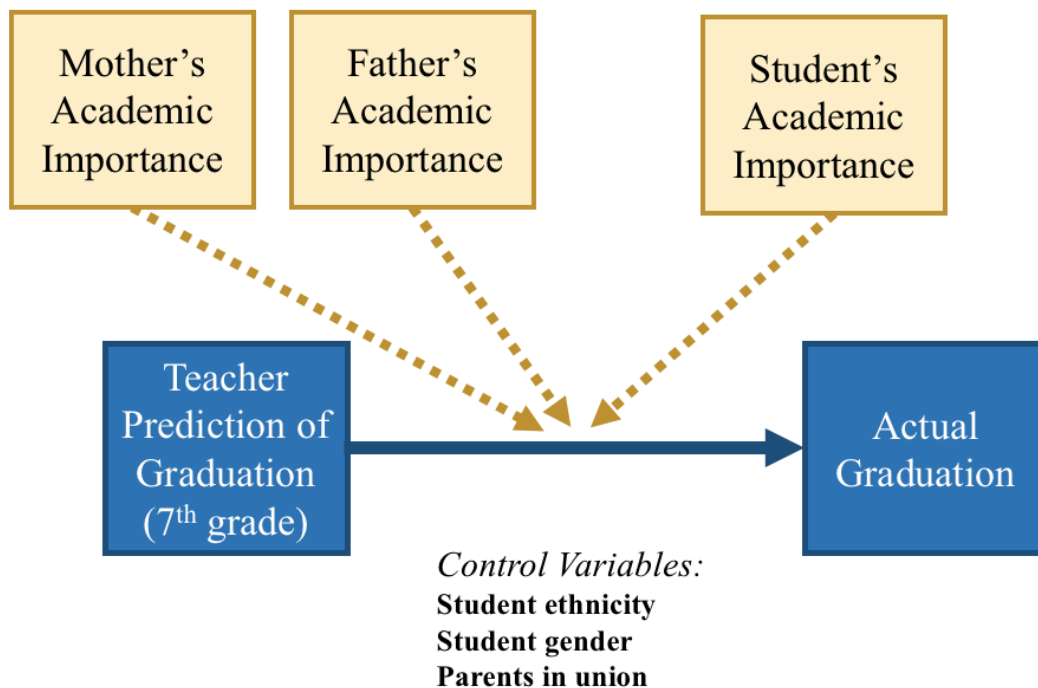 Mother’s
Academic
Importance
Father’s
Academic
Importance
Student’s
Academic
Importance
Teacher
Prediction of
Graduation
(7th grade)
Actual
Graduation
Control Variables:
Student ethnicity
Student gender
Parents in union